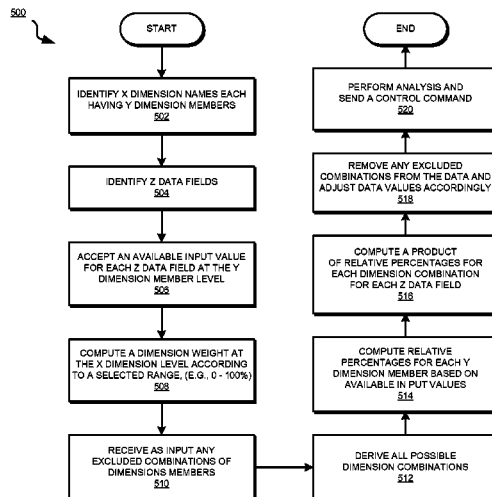 500
START
IDENTIFY X DIMENSION NAMES EACH
HAVING Y DIMENSION MEMBERS
502
IDENTIFY Z DATA FIELDS
504
ACCEPT AN AVAILABLE INPUT VALUE
FOR EACH Z DATA FIELD AT THE Y
DIMENSION MEMBER LEVEL
506
COMPUTE A DIMENSION WEIGHT AT
THE X DIMENSION LEVEL ACCORDING
TO A SELECTED RANGE, (E.G., 0 - 100%)
508
RECEIVE AS INPUT ANY
EXCLUDED COMBINATIONS OF
DIMENSIONS MEMBERS
510
DERIVE ALL POSSIBLE
DIMENSION COMBINATIONS
512
COMPUTE RELATIVE
PERCENTAGES FOR EACH Y
DIMENSION MEMBER BASED ON
AVAILABLE IN PUT VALUES
514
COMPUTE A PRODUCT
OF RELATIVE PERCENTAGES FOR
EACH DIMENSION COMBINATION
FOR EACH Z DATA FIELD
516
REMOVE ANY EXCLUDED
COMBINATIONS FROM THE DATA AND
ADJUST DATA VALUES ACCORDINGLY
518
PERFORM ANALYSIS AND
SEND A CONTROL COMMAND
520
END